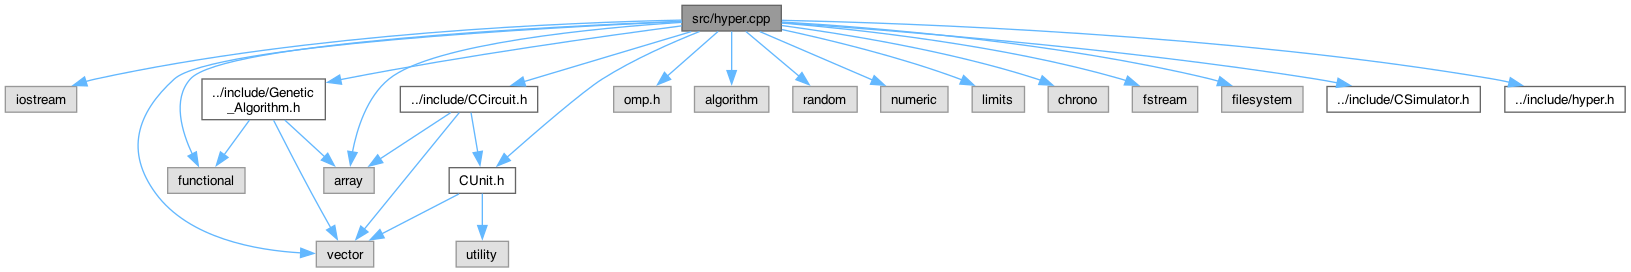 src/hyper.cpp
iostream
../include/Genetic
_Algorithm.h
../include/CCircuit.h
omp.h
algorithm
random
numeric
limits
chrono
fstream
filesystem
../include/CSimulator.h
../include/hyper.h
functional
array
CUnit.h
vector
utility